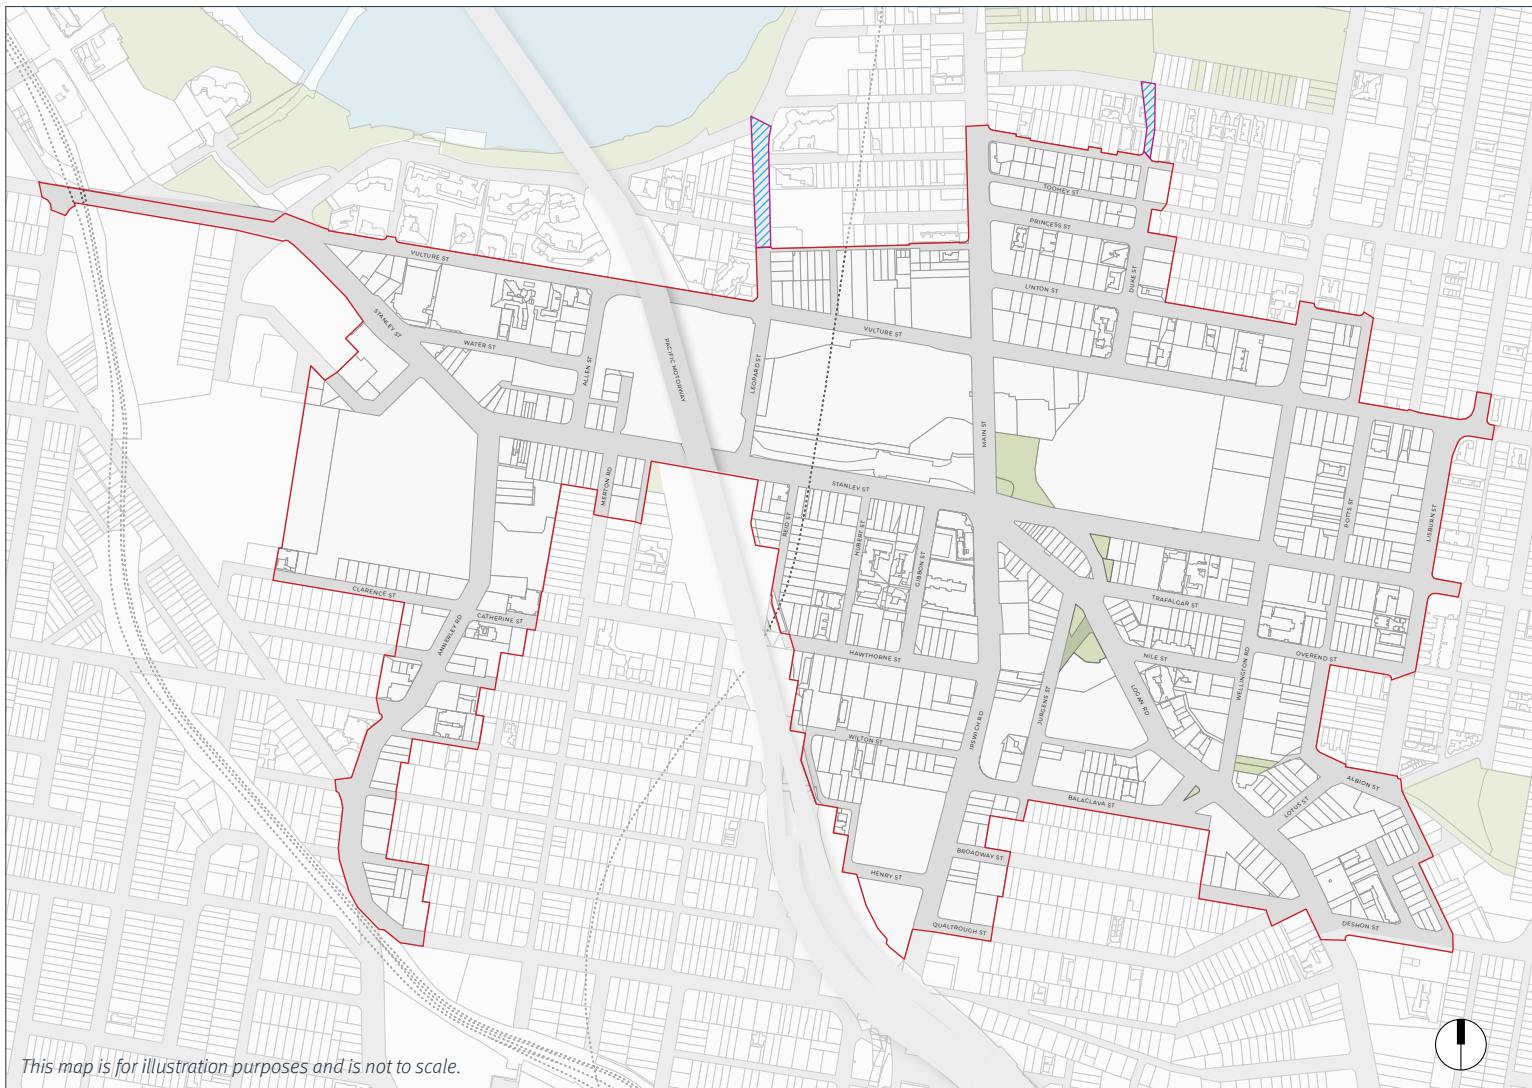 TOOHEY ST
PRINCESS ST
DUKE ST
LINTON ST
VULTURE ST
VULTURE ST
STANLEY ST
WATER ST
ALLEN ST
PACIFIC MOTORWAY
LEOPARD ST
MAIN ST
MERTON RD
STANLEY ST
REID ST
HUBERT ST
GIBBON ST
POTTS ST
LISBURN ST
CLARENCE ST
CATHERINE ST
ANNERLEY RD
TRAFALGAR ST
HAWTHORNE ST
NILE ST
WELLINGTON RD
OVEREND ST
JURGENS ST
LOGAN RD
IPSWICH RD
WILTON ST
BALACLAVA ST
LOTUS ST
ALBION ST
BROADWAY ST
HENRY ST
QUALTROUGH ST
DESHON ST
This map is for illustration purposes and is not to scale.